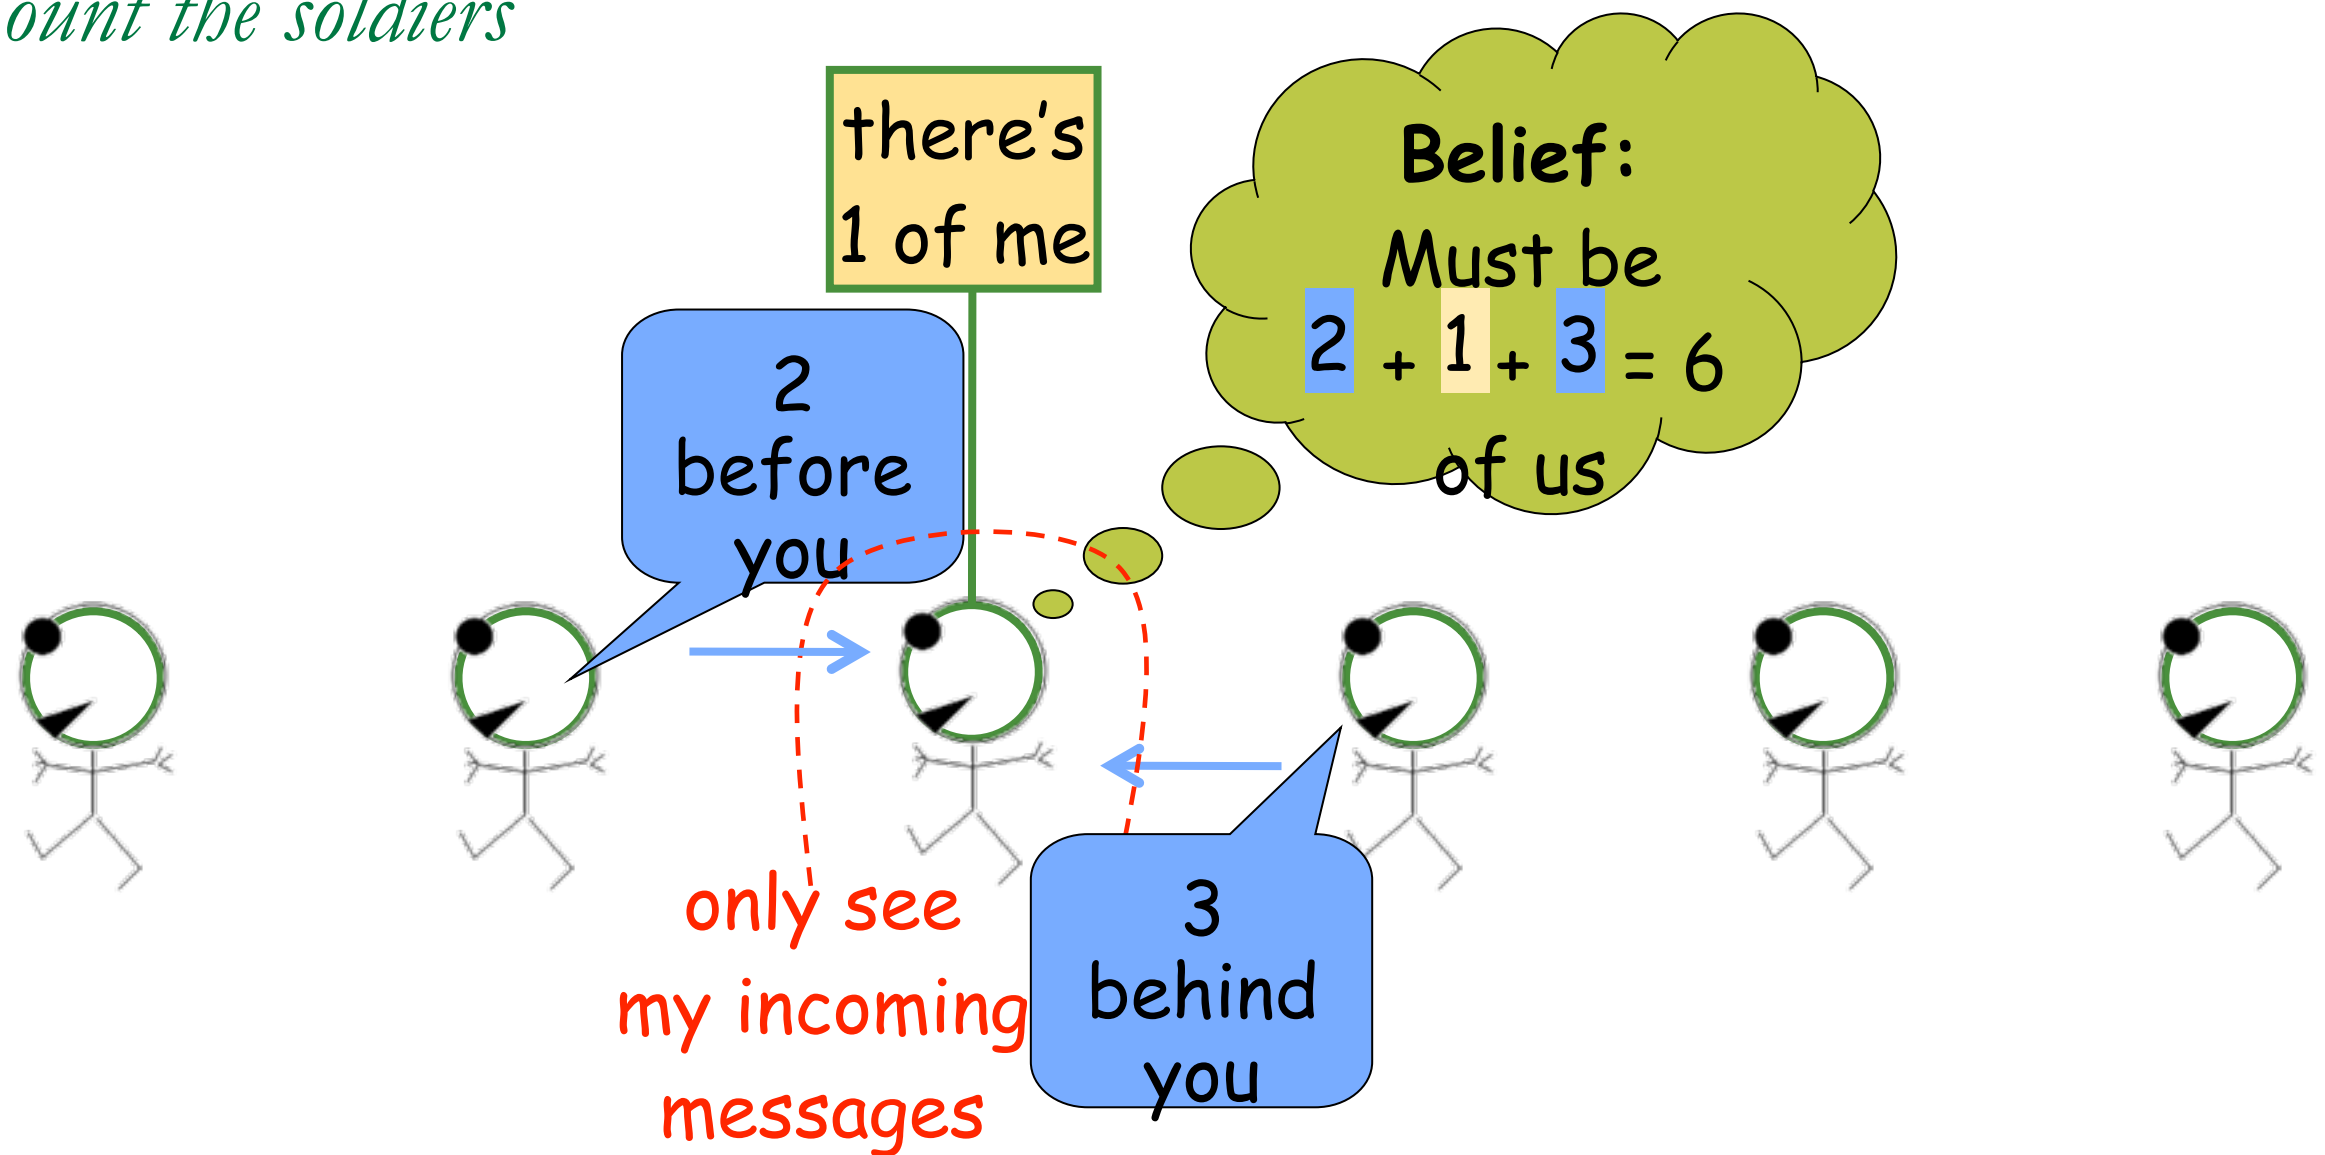 ount the soldiers
there's
1 of me
Belief:
Must be
2 + 1 + 3 = 6
of us
2
before
you
only see
my incoming
messages
3
behind
you